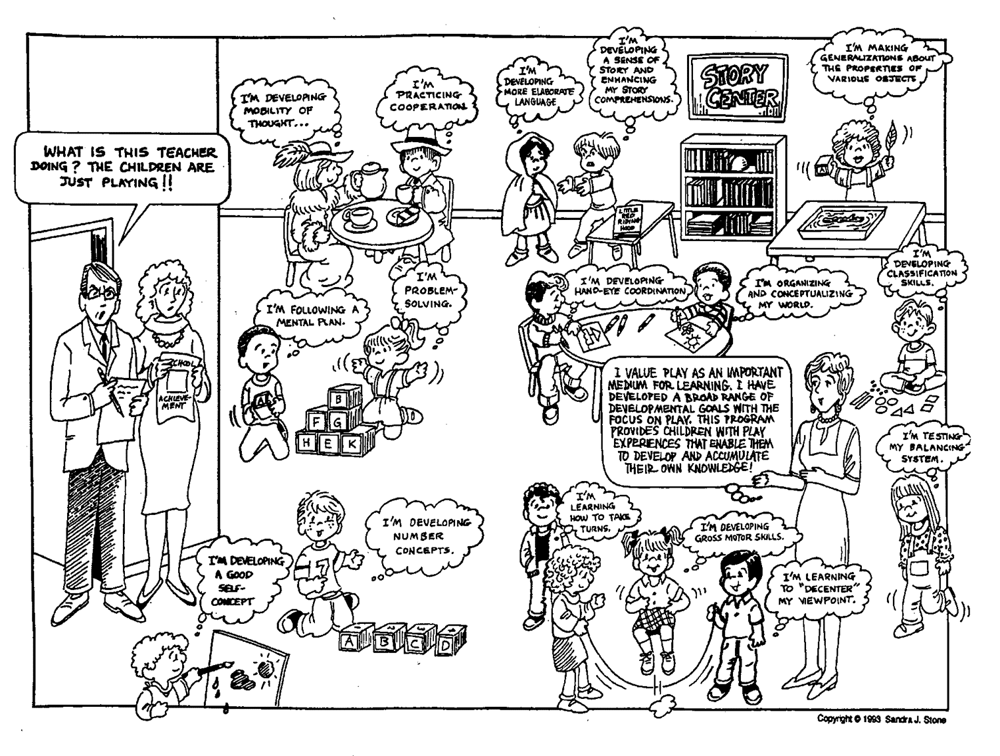 WHAT IS THIS TEACHER
DOING? THE CHILDREN ARE
JUST PLAYING!!
SCHOOL
ACHIEVE-
MENT
I'M DEVELOPING
MOBILITY OF
THOUGHT...
I'M
PRACTICING
COOPERATION
I'M
DEVELOPING
MORE ELABORATE
LANGUAGE
I'M
DEVELOPING
A SENSE OF
STORY AND
ENHANCING
MY STORY
COMPREHENSIONS.
STORY
CENTER
LITTLE
RED
RIDING
HOOD
I'M MAKING
GENERALIZATIONS ABOUT
THE PROPERTIES OF
VARIOUS OBJECTS
A
I'M FOLLOWING A
MENTAL PLAN.
I'M
PROBLEM-
SOLVING.
A
B
F G
H E K
I'M DEVELOPING
HAND-EYE COORDINATION
I'M ORGANIZING
AND CONCEPTUALIZING
MY WORLD.
I'M
DEVELOPING
CLASSIFICATION
SKILLS.
I VALUE PLAY AS AN IMPORTANT
MEDIUM FOR LEARNING. I HAVE
DEVELOPED A BROAD RANGE OF
DEVELOPMENTAL GOALS WITH THE
FOCUS ON PLAY. THIS PROGRAM
PROVIDES CHILDREN WITH PLAY
EXPERIENCES THAT ENABLE THEM
TO DEVELOP AND ACCUMULATE
THEIR OWN KNOWLEDGE!
I'M TESTING
MY BALANCING
SYSTEM.
I'M DEVELOPING
A GOOD
SELF-
CONCEPT
7
I'M DEVELOPING
NUMBER
CONCEPTS.
A B C D
I'M
LEARNING
HOW TO TAKE
TURNS.
I'M DEVELOPING
GROSS MOTOR SKILLS.
I'M LEARNING
TO "DECENTER"
MY VIEWPOINT.
Copyright © 1993 Sandra J. Stone